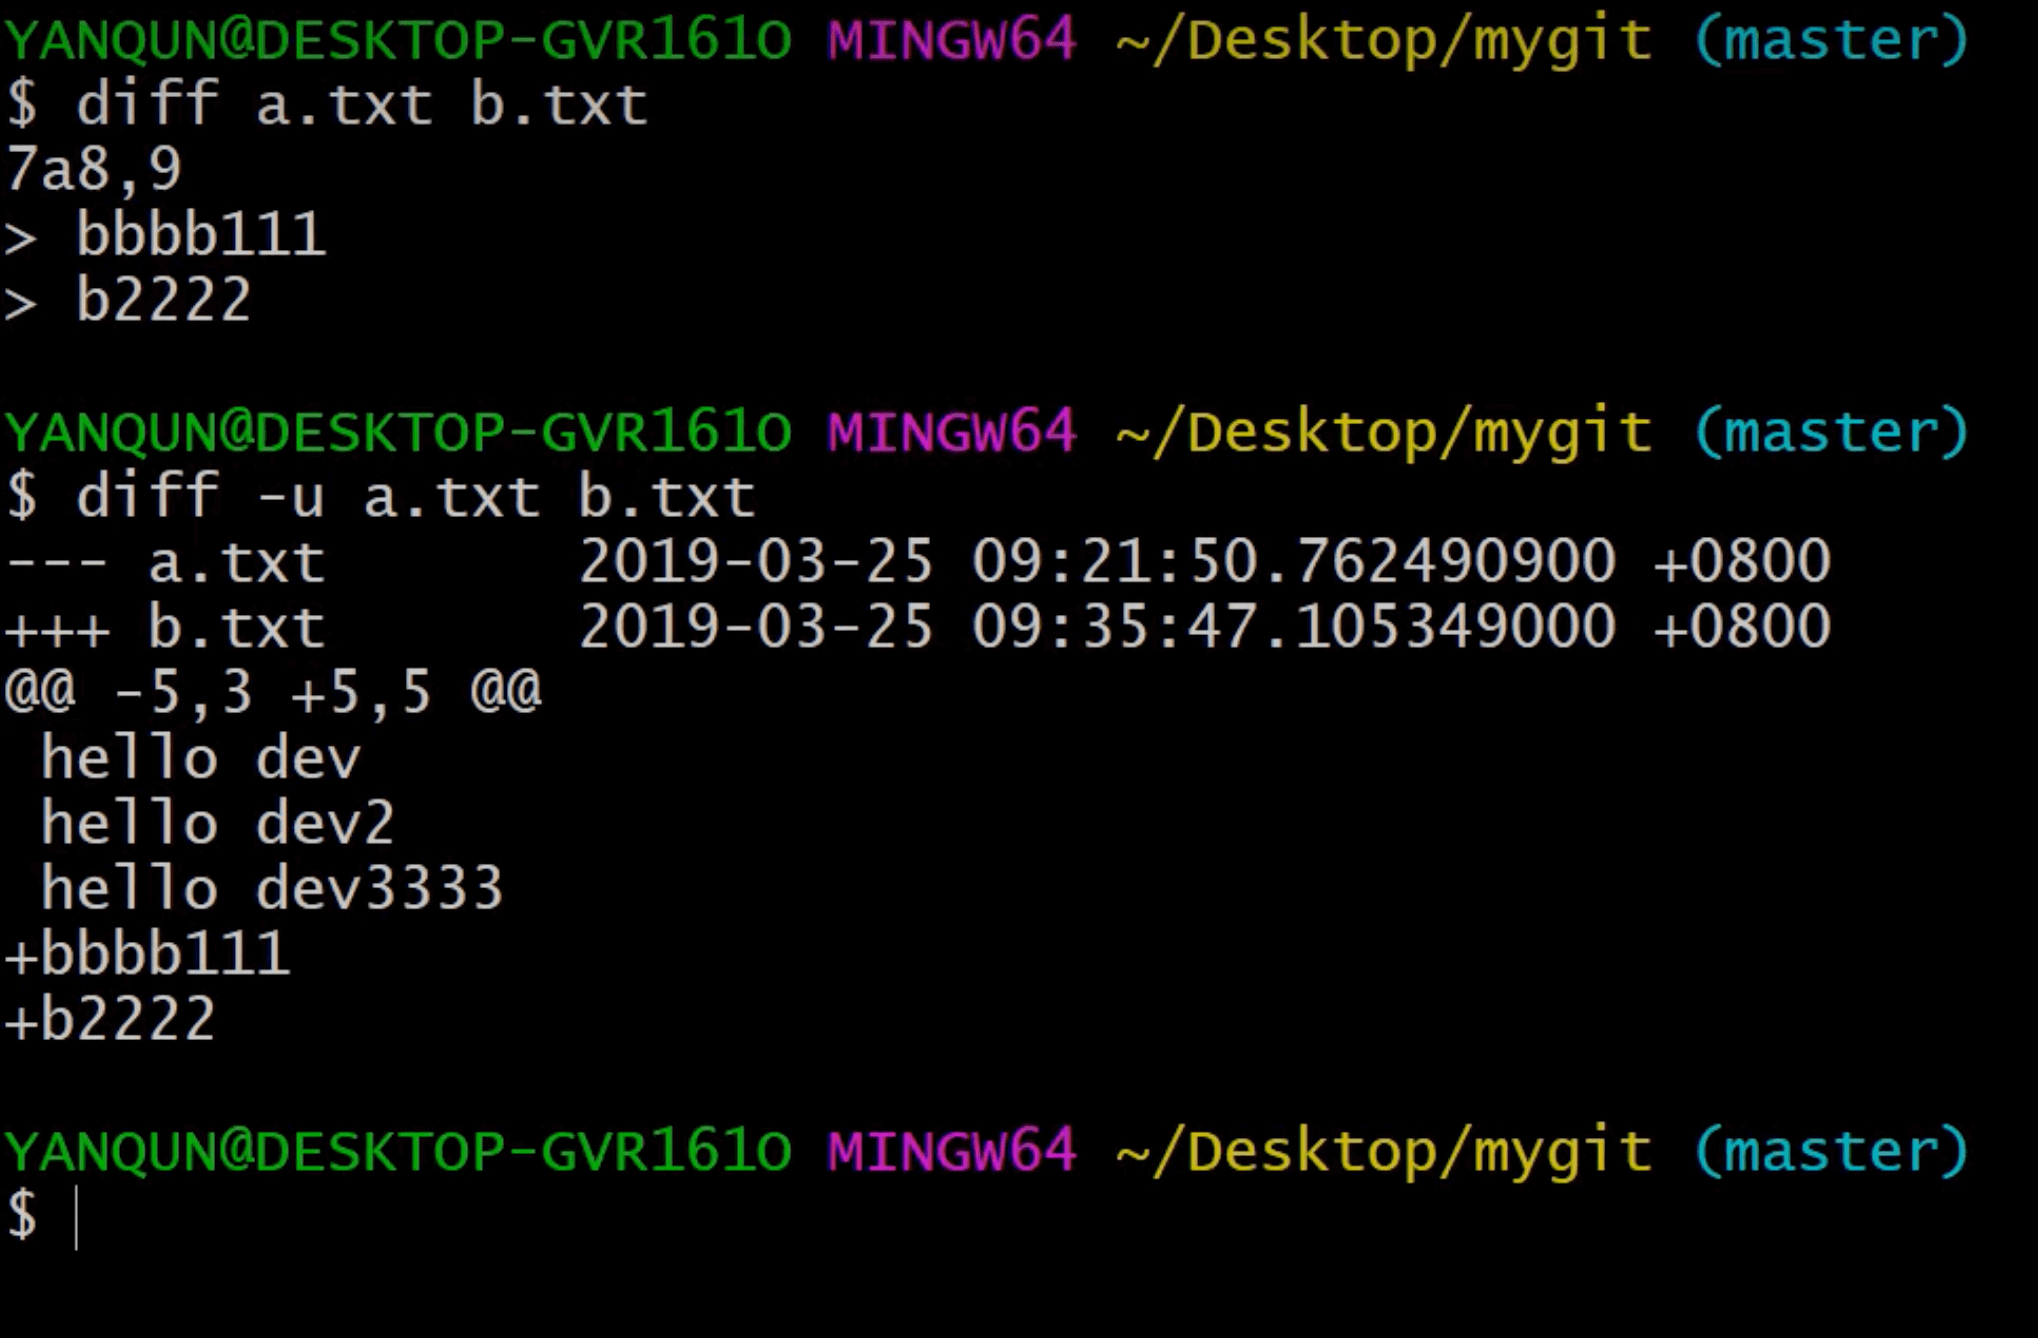 YANQUN@DESKTOP-GVR161O MINGW64 ~/Desktop/mygit (master)
$ diff a.txt b.txt
7a8,9
> bbbb111
> b2222
YANQUN@DESKTOP-GVR161O MINGW64 ~/Desktop/mygit (master)
$ diff -u a.txt b.txt
--- a.txt       2019-03-25 09:21:50.762490900 +0800
+++ b.txt       2019-03-25 09:35:47.105349000 +0800
@@ -5,3 +5,5 @@
 hello dev
 hello dev2
 hello dev3333
+bbbb111
+b2222
YANQUN@DESKTOP-GVR161O MINGW64 ~/Desktop/mygit (master)
$